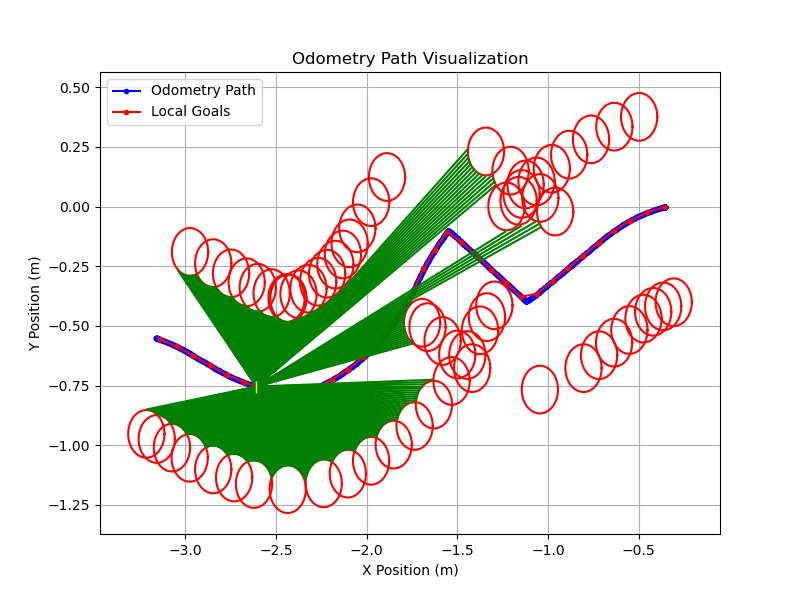 Odometry Path Visualization
Odometry Path
Local Goals
Y Position (m)
0.50
0.25
0.00
−0.25
−0.50
−0.75
−1.00
−1.25
−3.0 −2.5 −2.0 −1.5 −1.0 −0.5
X Position (m)